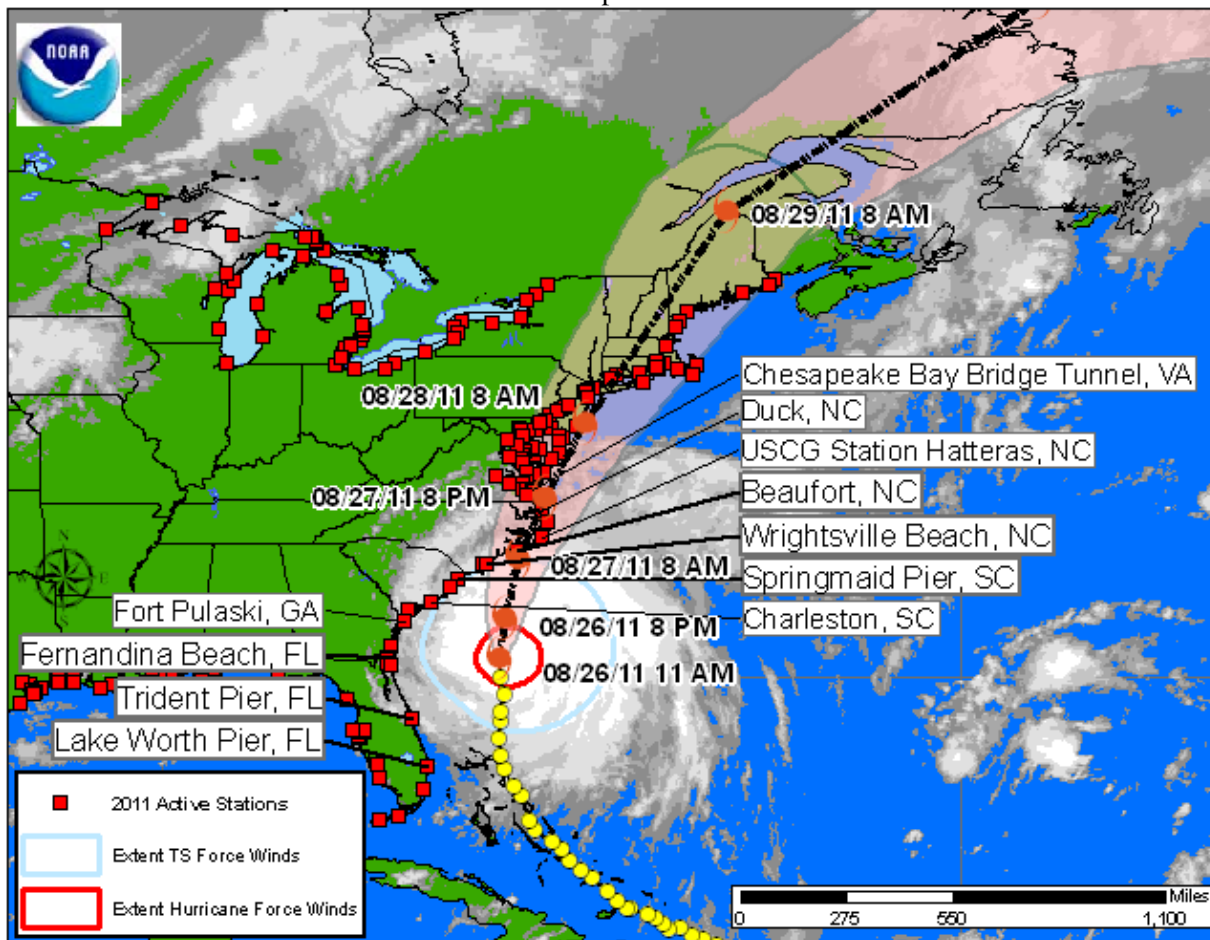 NOAA
08/29/11 8 AM
Chesapeake Bay Bridge Tunnel, VA
08/28/11 8 AM
Duck, NC
USCG Station Hatteras, NC
08/27/11 8 PM
Beaufort, NC
Wrightsville Beach, NC
08/27/11 8 AM
Springmaid Pier, SC
Fort Pulaski, GA
08/26/11 8 PM
Charleston, SC
Fernandina Beach, FL
08/26/11 11 AM
Trident Pier, FL
Lake Worth Pier, FL
2011 Active Stations
Extent TS Force Winds
Extent Hurricane Force Winds
Miles
0 275 550 1,100